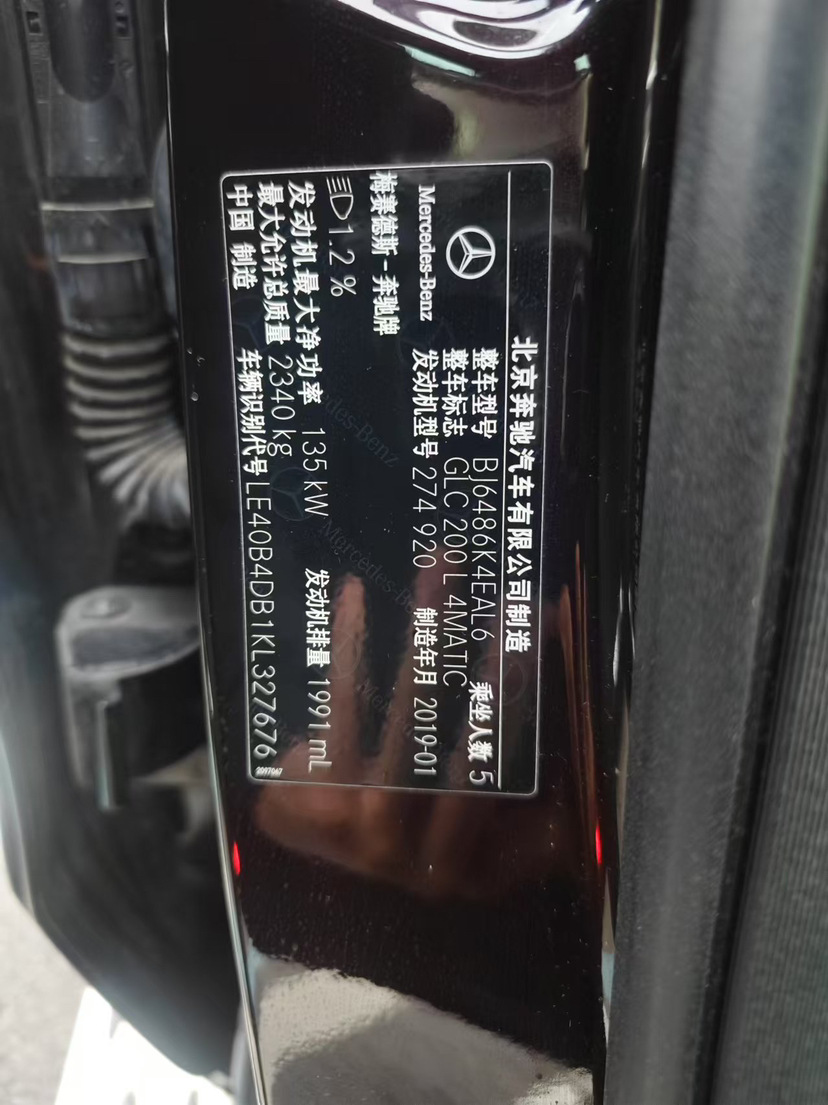 北京奔驰汽车有限公司制造
整车型号 BJ6486K4EAL6 乘坐人数 5
整车标志 GLC 200 L 4MATIC
Mercedes-Benz 发动机型号 274 920 制造年月 2019-01
梅赛德斯-奔驰牌
1.2 %
发动机最大净功率 135 kW 发动机排量 1991 mL
最大允许总质量 2340 kg
中国 制造 车辆识别代号 LE40B4DB1KL327676
2097067